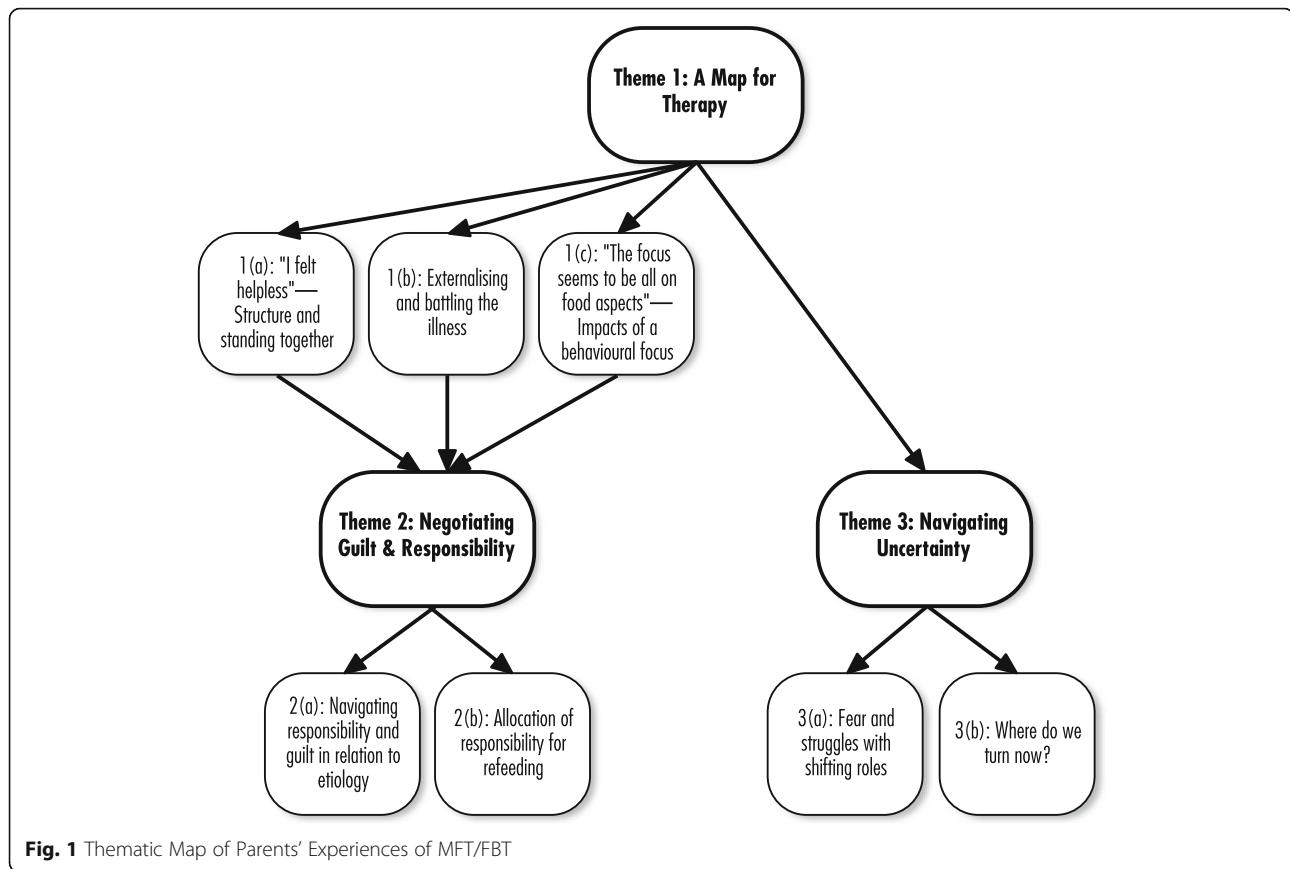 Theme 1: A Map for
Therapy
1(a): "I felt
helpless"—
Structure and
standing together
1(b): Externalising
and battling the
illness
1(c): "The focus
seems to be all on
food aspects"—
Impacts of a
behavioural focus
Theme 2: Negotiating
Guilt & Responsibility
Theme 3: Navigating
Uncertainty
2(a): Navigating
responsibility and
guilt in relation to
etiology
2(b): Allocation of
responsibility for
refeeding
3(a): Fear and
struggles with
shifting roles
3(b): Where do we
turn now?
Fig. 1 Thematic Map of Parents' Experiences of MFT/FBT